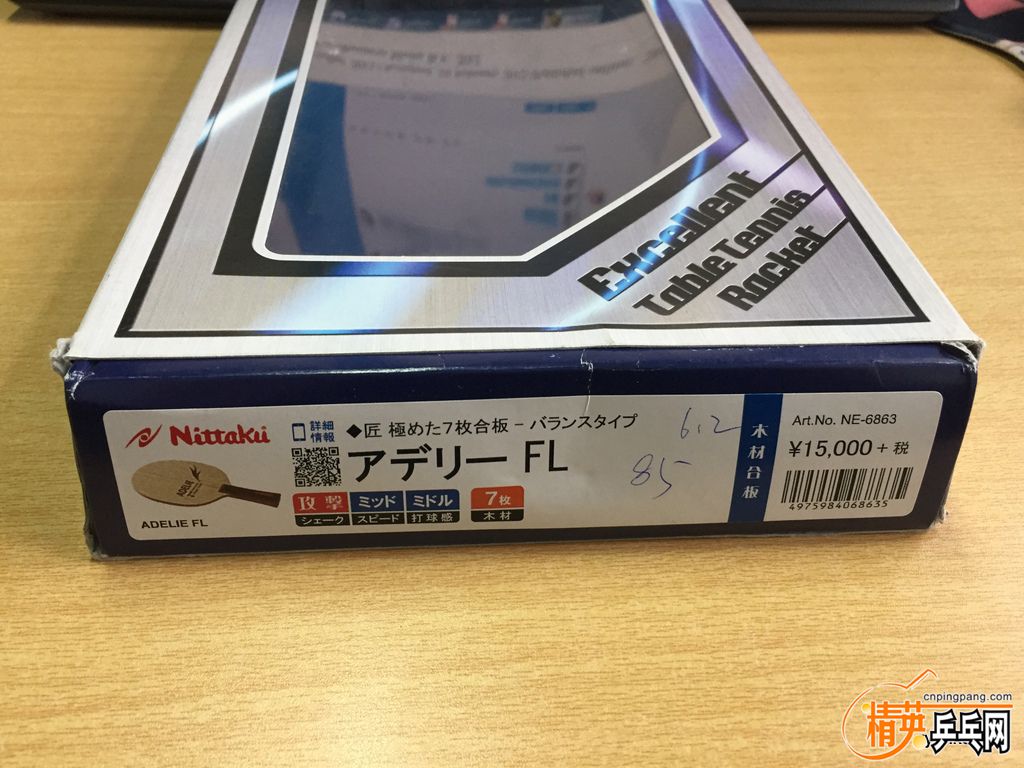 Excellent
Table Tennis
Racket
Nittaku
詳細
情報
◆匠 極めた7枚合板 - バランスタイプ
アデリー FL
ADELIE
ADELIE FL
攻撃
シェーク
ミッド
スピード
ミドル
打球感
7枚
木材
6.2
85
木材合板
Art.No. NE-6863
¥15,000 + 税
4975984068635
cnpingpang.com
精英乒乓网